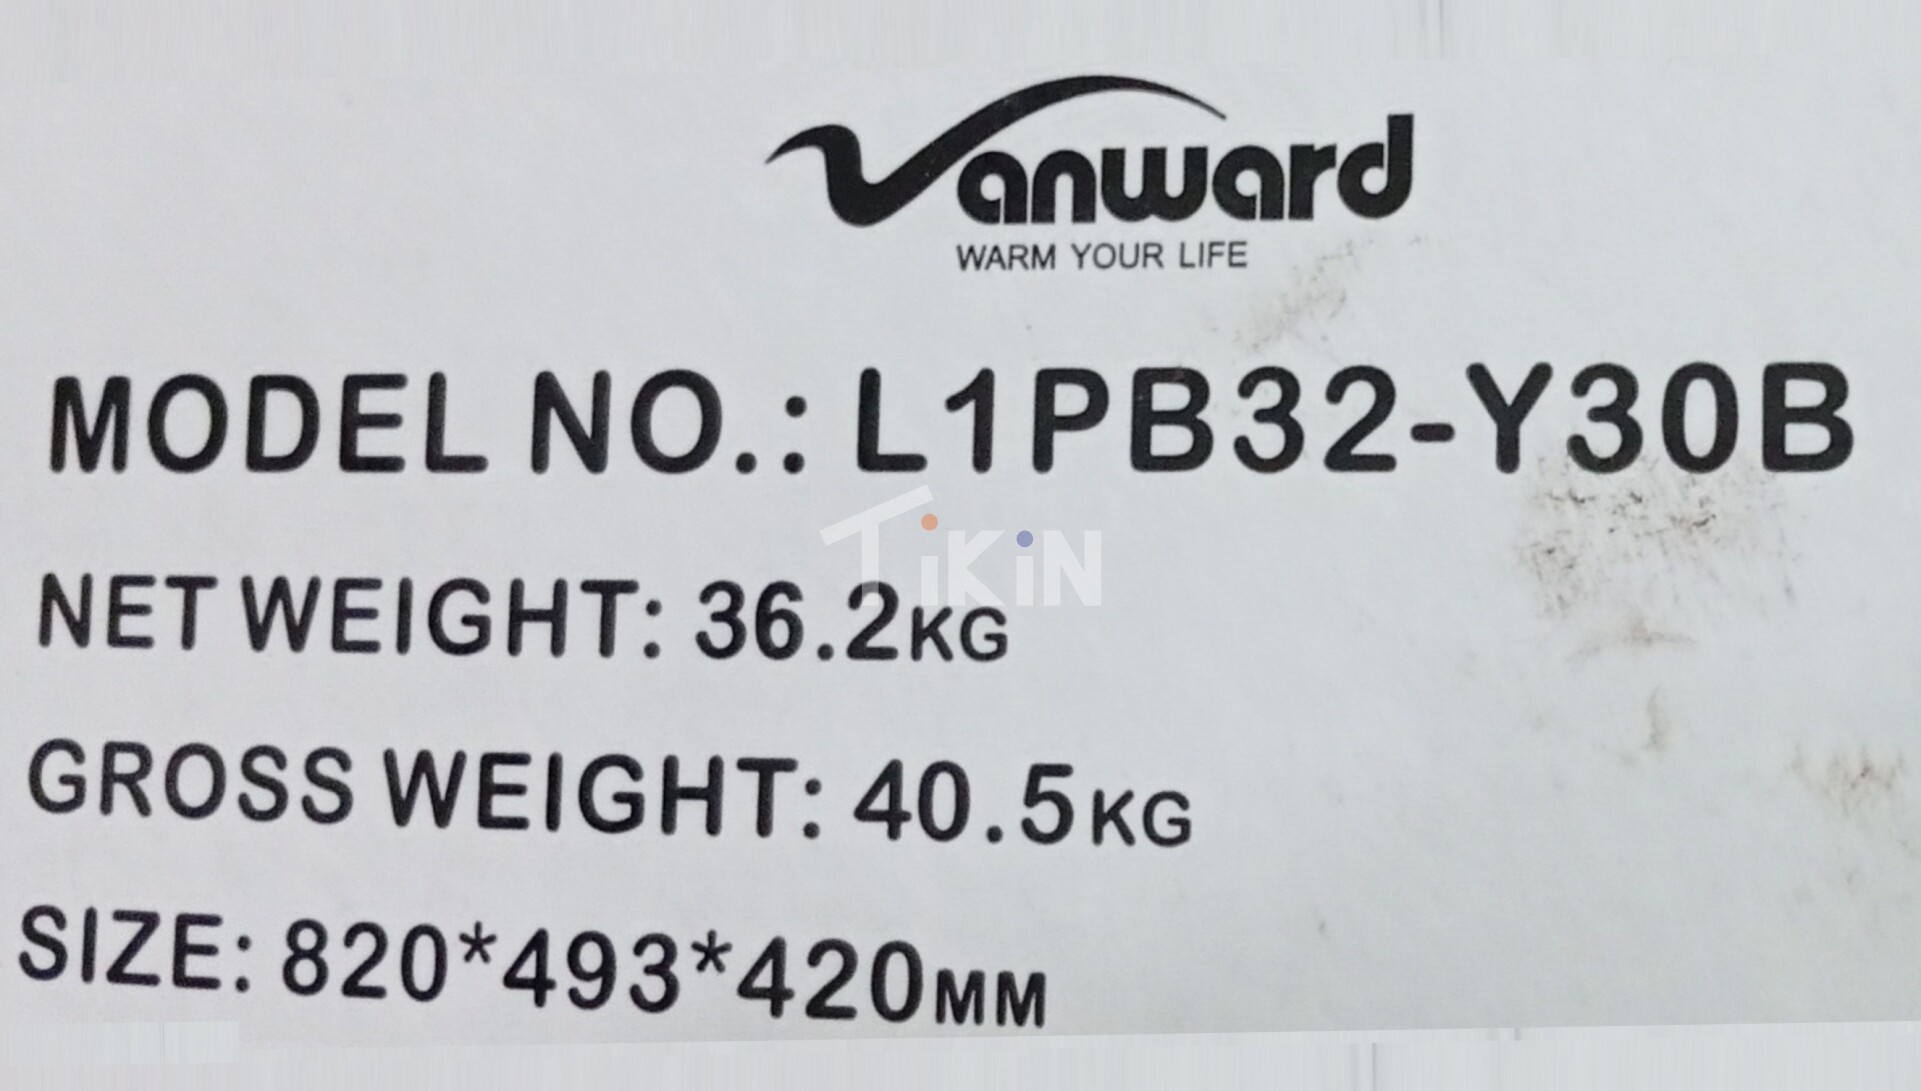 Vanward
WARM YOUR LIFE
MODEL NO.: L1PB32-Y30B
TiKiN
NET WEIGHT: 36.2KG
GROSS WEIGHT: 40.5KG
SIZE: 820*493*420MM